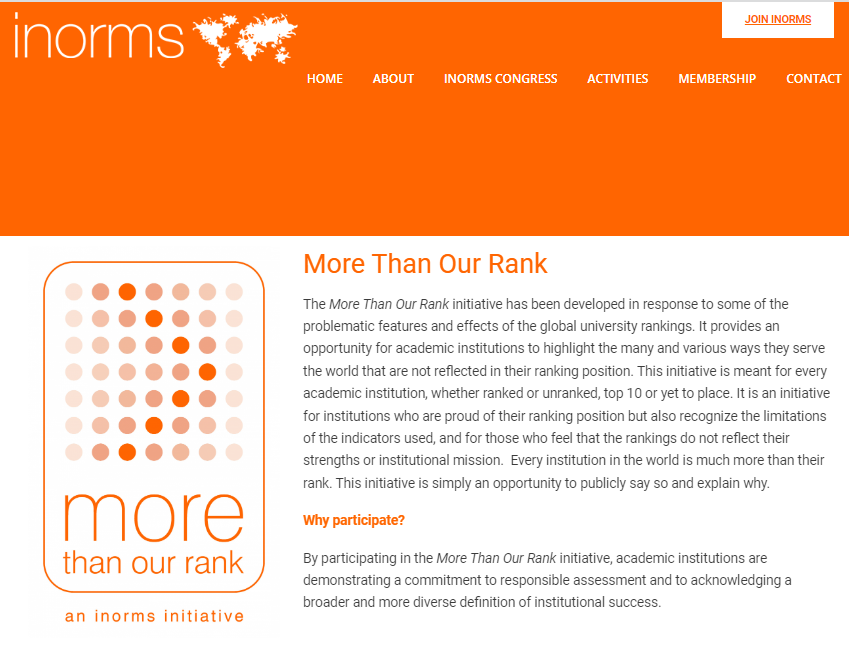 inorms
JOIN INORMS
HOME ABOUT INORMS CONGRESS ACTIVITIES MEMBERSHIP CONTACT
more
than our rank
an inorms initiative
More Than Our Rank
The More Than Our Rank initiative has been developed in response to some of the
problematic features and effects of the global university rankings. It provides an
opportunity for academic institutions to highlight the many and various ways they serve
the world that are not reflected in their ranking position. This initiative is meant for every
academic institution, whether ranked or unranked, top 10 or yet to place. It is an initiative
for institutions who are proud of their ranking position but also recognize the limitations
of the indicators used, and for those who feel that the rankings do not reflect their
strengths or institutional mission.  Every institution in the world is much more than their
rank. This initiative is simply an opportunity to publicly say so and explain why.
Why participate?
By participating in the More Than Our Rank initiative, academic institutions are
demonstrating a commitment to responsible assessment and to acknowledging a
broader and more diverse definition of institutional success.